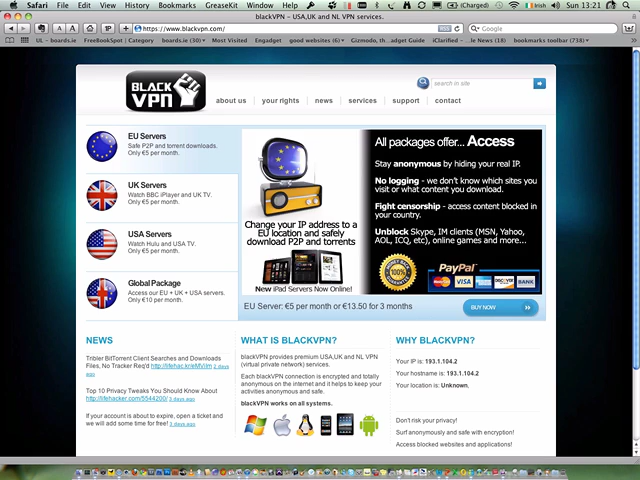 Safari File Edit View History Bookmarks GreaseKit Window Help (Charged) Irish Sun 13:21
blackVPN – USA,UK and NL VPN services.
https://www.blackvpn.com/ RSS Google
UL - boards.ie FreeBookSpot | Category boards.ie (30) Most Visited Engadget good websites (6) Gizmodo, th...adget Guide iClarified - ...le News (18) bookmarks toolbar (738)
BLACK VPN
search in site
about us your rights news services support contact
EU Servers
Safe P2P and torrent downloads.
Only €5 per month.
UK Servers
Watch BBC iPlayer and UK TV.
Only €5 per month.
USA Servers
Watch Hulu and USA TV.
Only €5 per month.
Global Package
Access our EU + UK + USA servers.
Only €10 per month.
Change your IP address to a
EU location and safely
download P2P and torrents
New iPad Servers Now Online!
All packages offer... Access
Stay anonymous by hiding your real IP.
No logging - we don't know which sites you
visit or what content you download.
Fight censorship - access content blocked in
your country.
Unblock Skype, IM clients (MSN, Yahoo,
AOL, ICQ, etc), online games and more...
100%
PayPal
VISA DISCOVER BANK
EU Server: €5 per month or €13.50 for 3 months
BUY NOW
NEWS
Tribler BitTorrent Client Searches and Downloads
Files, No Tracker Req'd http://lifehac.kr/eMViIm 2 days
ago
Top 10 Privacy Tweaks You Should Know About
http://lifehacker.com/5544200/ 3 days ago
If your account is about to expire, open a ticket and
we will add some time for free! 3 days ago
WHAT IS BLACKVPN?
blackVPN provides premium USA,UK and NL VPN
(virtual private network) services.
Each blackVPN connection is encrypted and totally
anonymous on the internet and it helps to keep your
activities anonymous and safe.
blackVPN works on all systems.
WHY BLACKVPN?
Your IP is: 193.1.104.2
Your hostname is: 193.1.104.2
Your location is: Unknown,
Don't risk your privacy!
Surf anonymously and safe with encryption!
Access blocked websites and applications!